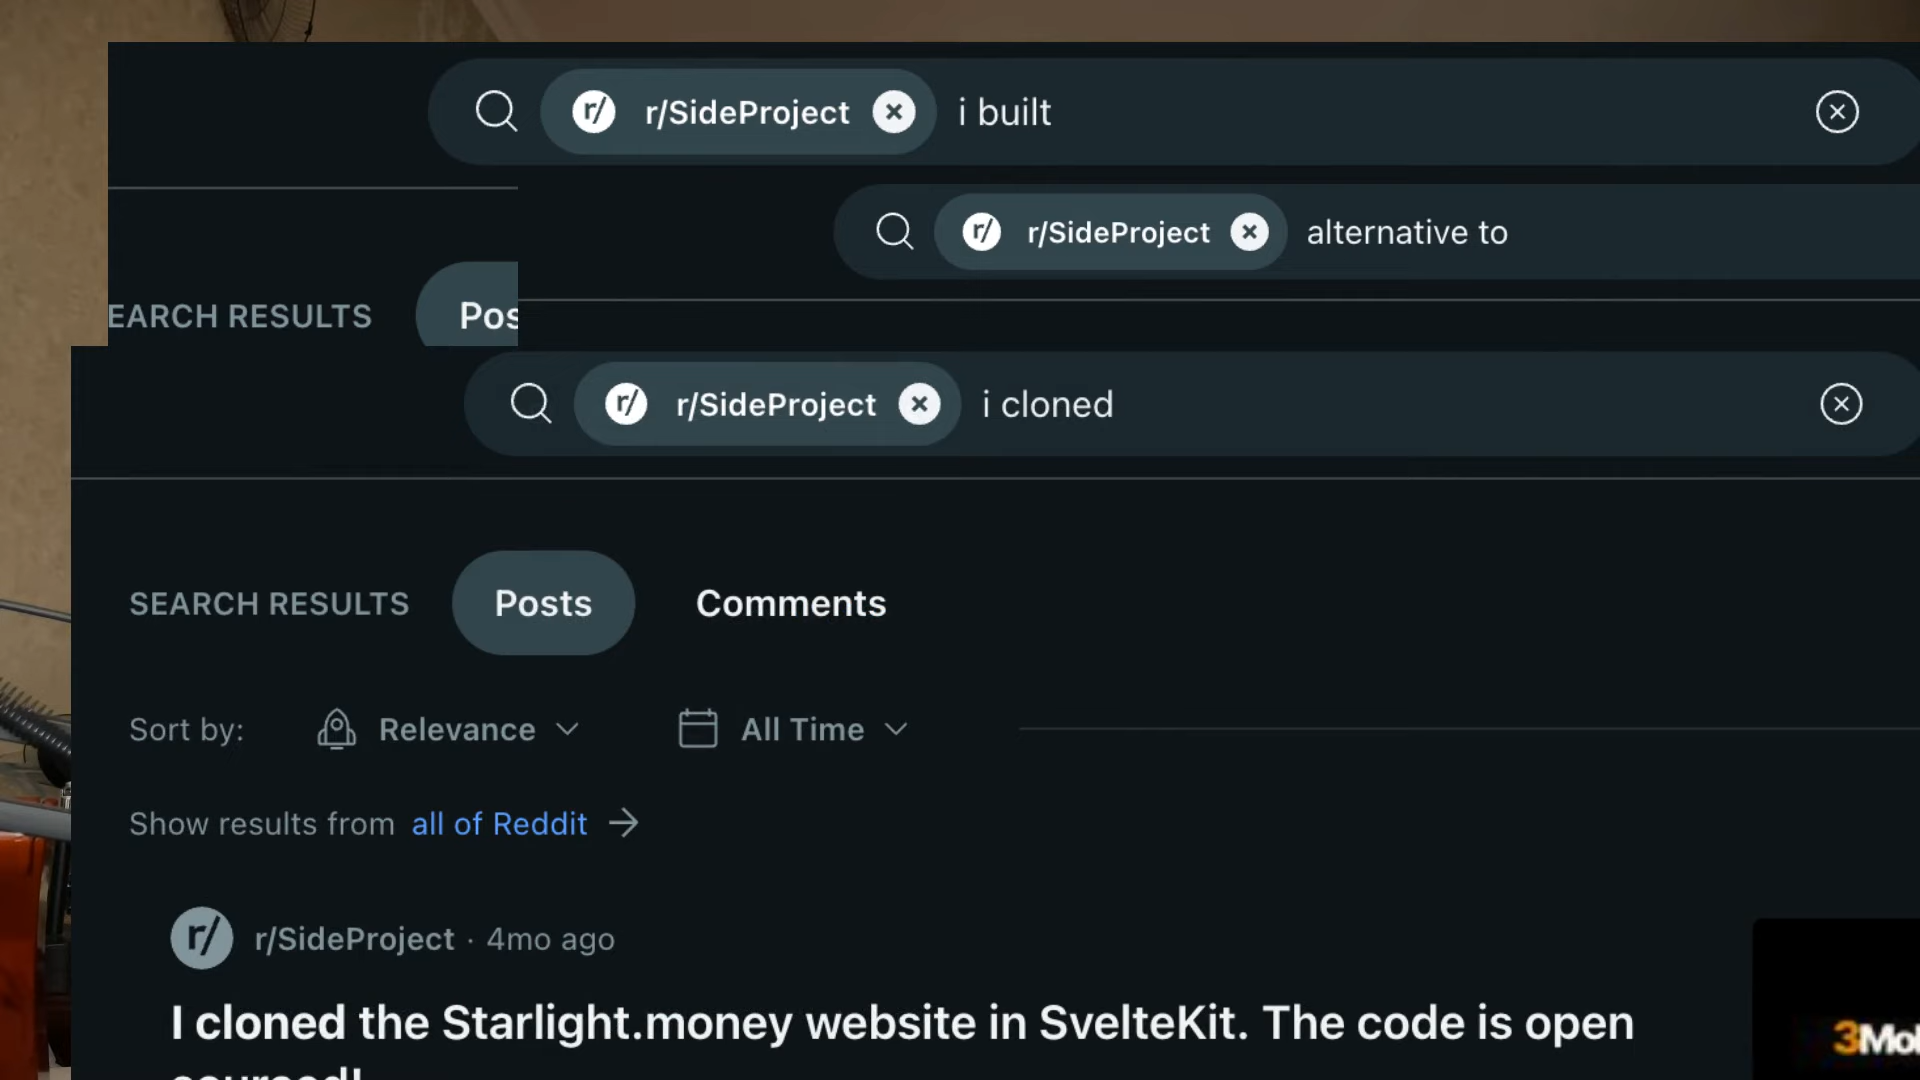 r/ r/SideProject i built
r/ r/SideProject alternative to
EARCH RESULTS Pos
r/ r/SideProject i cloned
SEARCH RESULTS Posts Comments
Sort by: Relevance All Time
Show results from all of Reddit
r/ r/SideProject · 4mo ago
I cloned the Starlight.money website in SvelteKit. The code is open
sourced!
3Mol